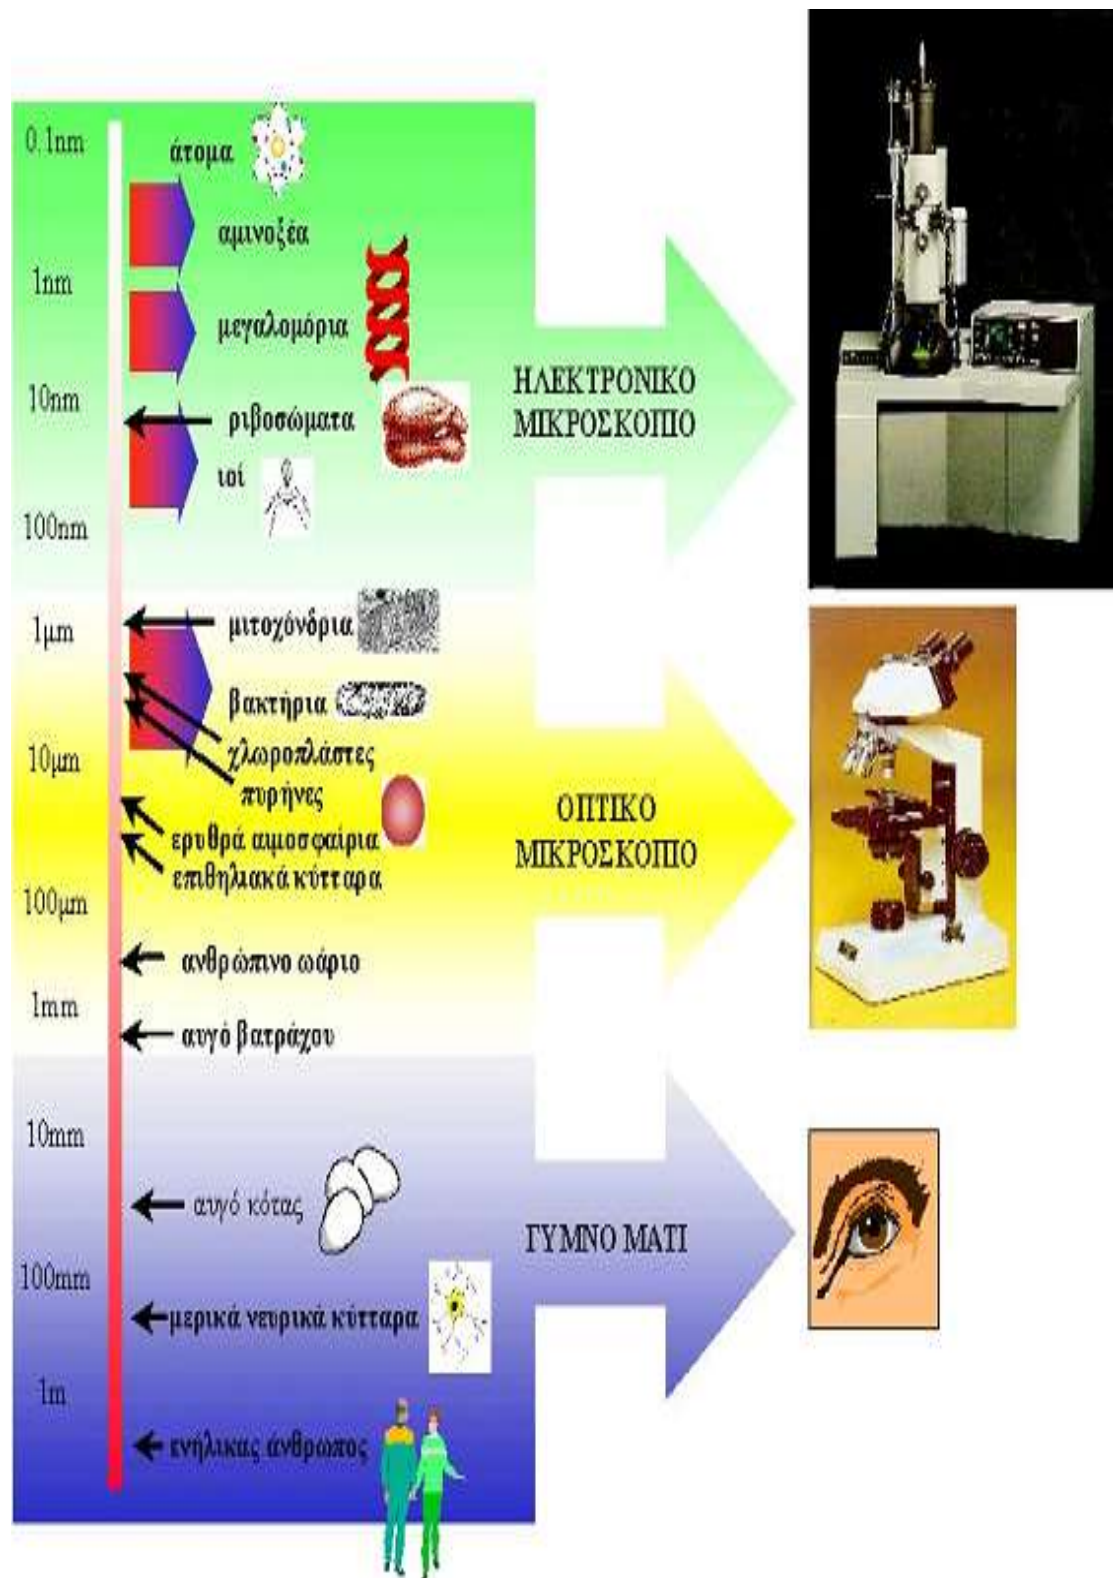 0.1nm
άτομα
αμινοξέα
1nm
μεγαλομόρια
ΗΛΕΚΤΡΟΝΙΚΟ
ΜΙΚΡΟΣΚΟΠΙΟ
10nm
ριβοσώματα
ιοί
100nm
μιτοχόνδρια
1μm
βακτήρια
χλωροπλάστες
10μm
πυρήνες
ΟΠΤΙΚΟ
ΜΙΚΡΟΣΚΟΠΙΟ
ερυθρά αιμοσφαίρια
επιθηλιακά κύτταρα
100μm
ανθρώπινο ωάριο
1mm
αυγό βατράχου
10mm
αυγό κότας
ΓΥΜΝΟ ΜΑΤΙ
100mm
μερικά νευρικά κύτταρα
1m
ενήλικας άνθρωπος